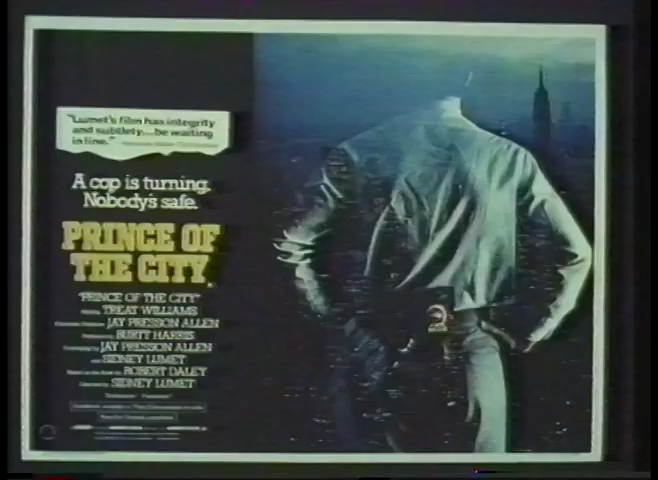 "Lumet's film has integrity
and subtlety...be waiting
in line."
A cop is turning.
Nobody's safe.
PRINCE OF
THE CITY.
"PRINCE OF THE CITY"
TREAT WILLIAMS
JAY PRESSON ALLEN
BURTT HARRIS
JAY PRESSON ALLEN
SIDNEY LUMET
ROBERT DALEY
SIDNEY LUMET